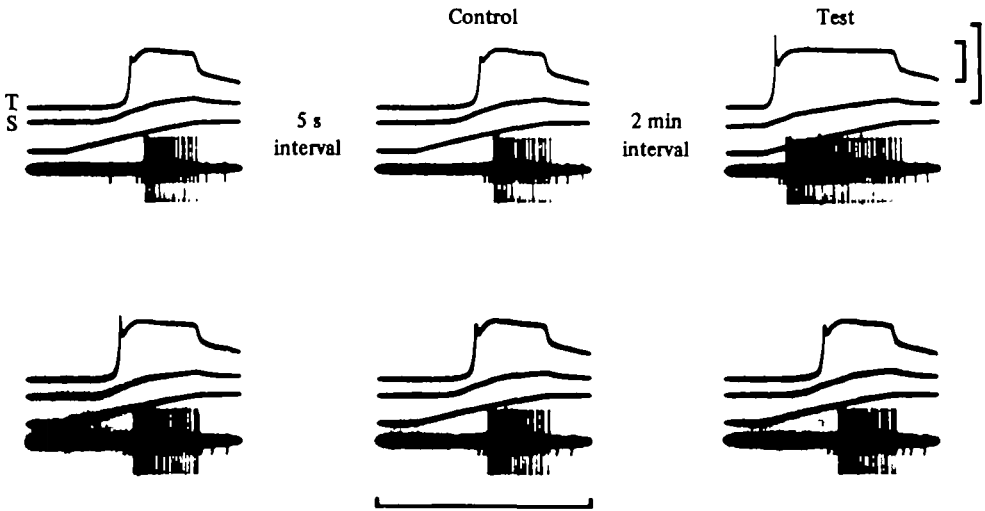 Control
Test
T
S
5 s
interval
2 min
interval